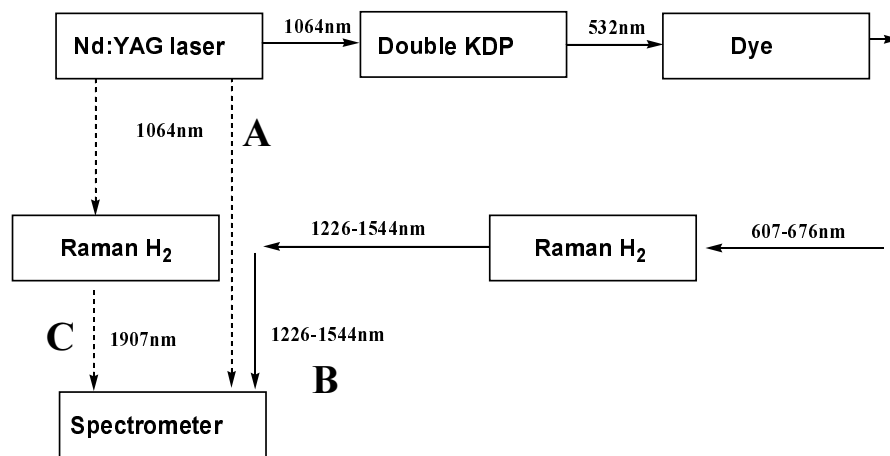 1064nm
532nm
Nd:YAG laser
Double KDP
Dye
1064nm
A
1226-1544nm
607-676nm
Raman H₂
Raman H₂
C
1907nm
1226-1544nm
B
Spectrometer